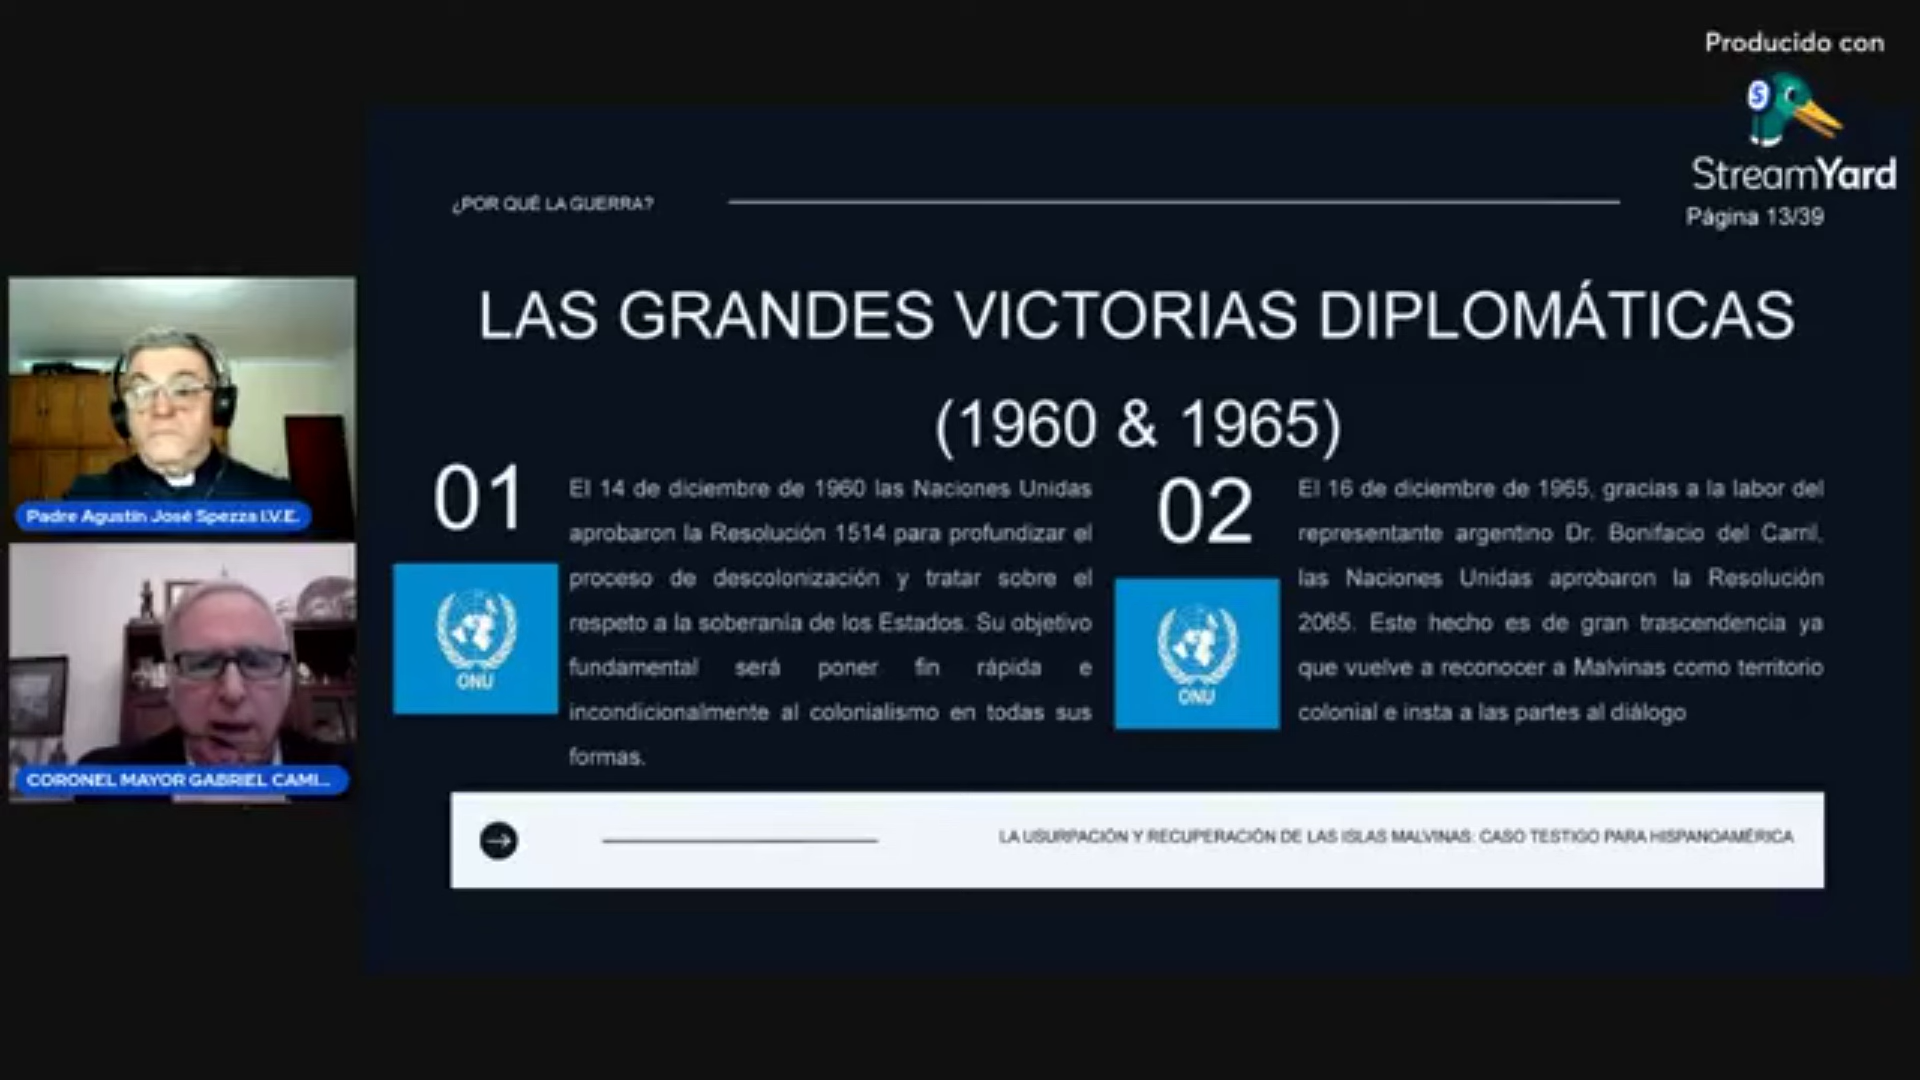 Producido con
StreamYard
¿POR QUÉ LA GUERRA?
Página 13/39
LAS GRANDES VICTORIAS DIPLOMÁTICAS
(1960 & 1965)
01
El 14 de diciembre de 1960 las Naciones Unidas
aprobaron la Resolución 1514 para profundizar el
proceso de descolonización y tratar sobre el
respeto a la soberanía de los Estados. Su objetivo
fundamental será poner fin rápida e
incondicionalmente al colonialismo en todas sus
formas.
ONU
02
El 16 de diciembre de 1965, gracias a la labor del
representante argentino Dr. Bonifacio del Carril,
las Naciones Unidas aprobaron la Resolución
2065. Este hecho es de gran trascendencia ya
que vuelve a reconocer a Malvinas como territorio
colonial e insta a las partes al diálogo
ONU
Padre Agustín José Spezza I.V.E.
CORONEL MAYOR GABRIEL CAMI...
LA USURPACIÓN Y RECUPERACIÓN DE LAS ISLAS MALVINAS: CASO TESTIGO PARA HISPANOAMÉRICA